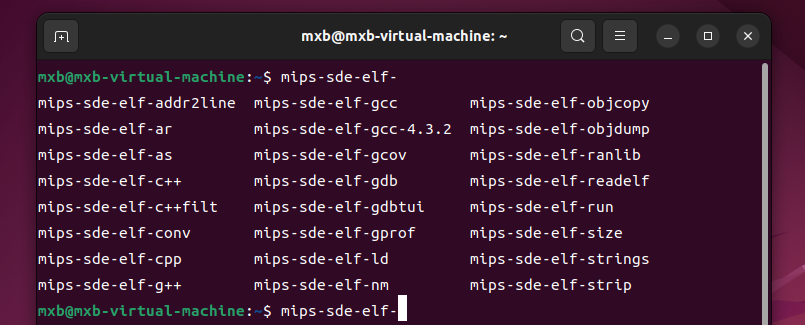 mxb@mxb-virtual-machine: ~
mxb@mxb-virtual-machine:~$ mips-sde-elf-
mips-sde-elf-addr2line  mips-sde-elf-gcc        mips-sde-elf-objcopy
mips-sde-elf-ar         mips-sde-elf-gcc-4.3.2  mips-sde-elf-objdump
mips-sde-elf-as         mips-sde-elf-gcov       mips-sde-elf-ranlib
mips-sde-elf-c++        mips-sde-elf-gdb        mips-sde-elf-readelf
mips-sde-elf-c++filt    mips-sde-elf-gdbtui     mips-sde-elf-run
mips-sde-elf-conv       mips-sde-elf-gprof      mips-sde-elf-size
mips-sde-elf-cpp        mips-sde-elf-ld         mips-sde-elf-strings
mips-sde-elf-g++        mips-sde-elf-nm         mips-sde-elf-strip
mxb@mxb-virtual-machine:~$ mips-sde-elf-